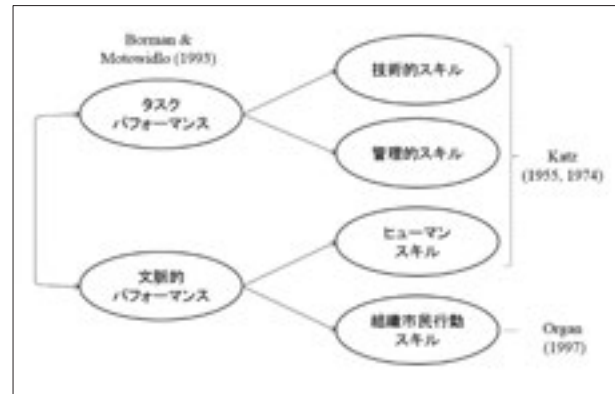 Borman &
Motowidlo (1993)
タスク
パフォーマンス
文脈的
パフォーマンス
技術的スキル
管理的スキル
ヒューマン
スキル
組織市民行動
スキル
Katz
(1955, 1974)
Organ
(1997)